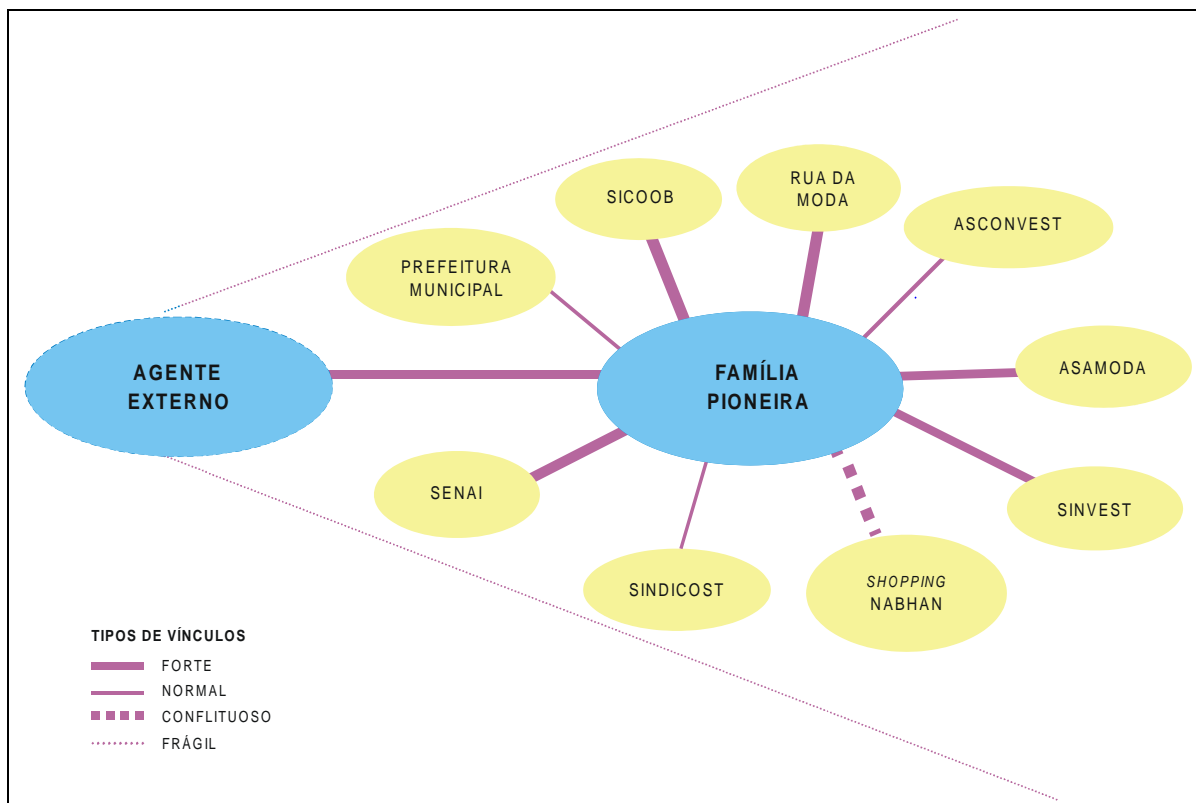 SICOOB
RUA DA
MODA
ASCONVEST
PREFEITURA
MUNICIPAL
AGENTE
EXTERNO
FAMÍLIA
PIONEIRA
ASAMODA
SENAI
SINVEST
SINDICOST
SHOPPING
NABHAN
TIPOS DE VÍNCULOS
FORTE
NORMAL
CONFLITUOSO
FRÁGIL